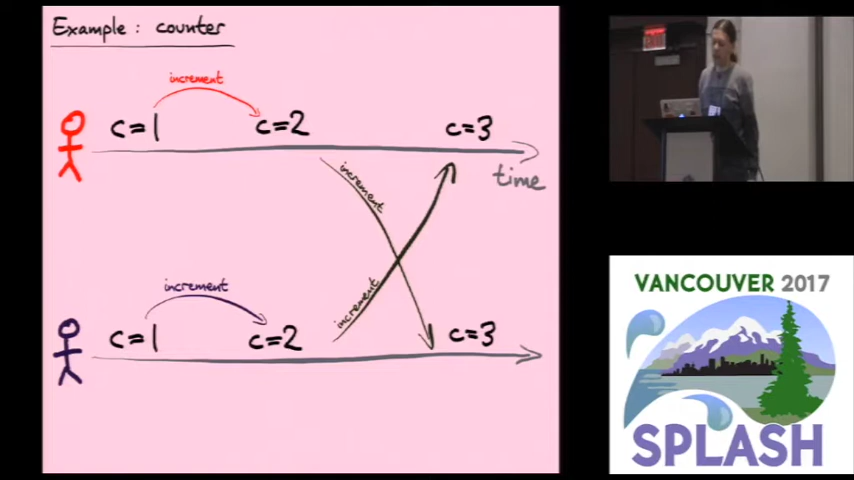 Example: counter
increment
c=1
c=2
c=3
time
increment
increment
increment
c=1
c=2
c=3
VANCOUVER 2017
SPLASH